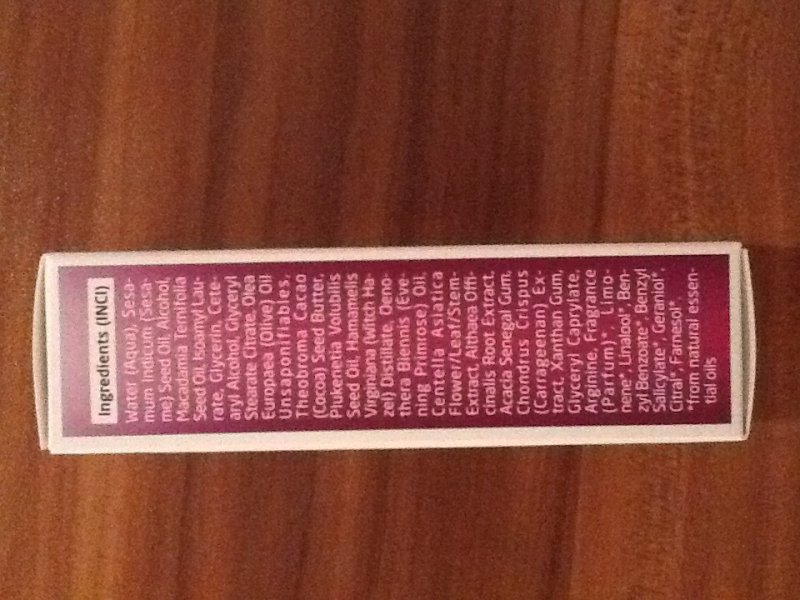 Ingredients (INCI)
Water (Aqua), Sesa-
mum Indicum (Sesa-
me) Seed Oil, Alcohol,
Macadamia Ternifolia
Seed Oil, Isoamyl Lau-
rate, Glycerin, Cete-
aryl Alcohol, Glyceryl
Stearate Citrate, Olea
Europaea (Olive) Oil
Unsaponifiables,
Theobroma Cacao
(Cocoa) Seed Butter,
Plukenetia Volubilis
Seed Oil, Hamamelis
Virginiana (Witch Ha-
zel) Distillate, Oeno-
thera Biennis (Eve-
ning Primrose) Oil,
Centella Asiatica
Flower/Leaf/Stem-
Extract, Althaea Offi-
cinalis Root Extract,
Acacia Senegal Gum,
Chondrus Crispus
(Carrageenan) Ex-
tract, Xanthan Gum,
Glyceryl Caprylate,
Arginine, Fragrance
(Parfum)*, Limo-
nene*, Linalool*, Ben-
zyl Benzoate*, Benzyl
Salicylate*, Geraniol*,
Citral*, Farnesol*.
*from natural essen-
tial oils